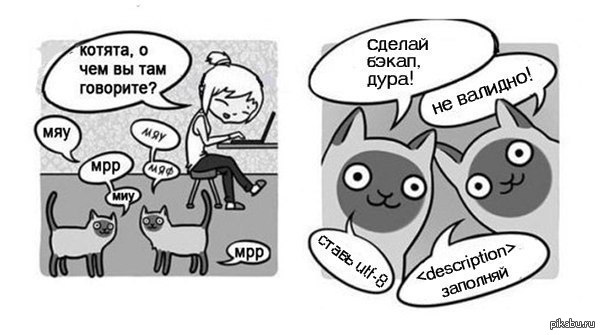 котята, о
чем вы там
говорите?
мяу
мяу
мрр
мяф
миу
мрр
Сделай
бэкап,
дура!
не валидно!
ставь utf-8
<description>
заполняй
pikabu.ru